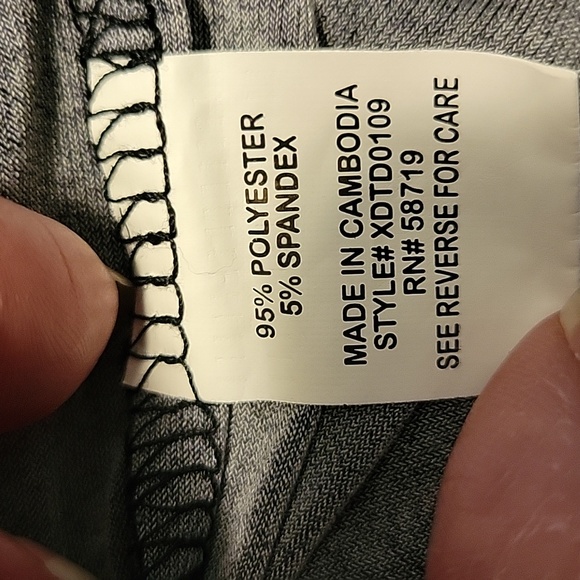 95% POLYESTER
5% SPANDEX
MADE IN CAMBODIA
STYLE# XDTD0109
RN# 58719
SEE REVERSE FOR CARE